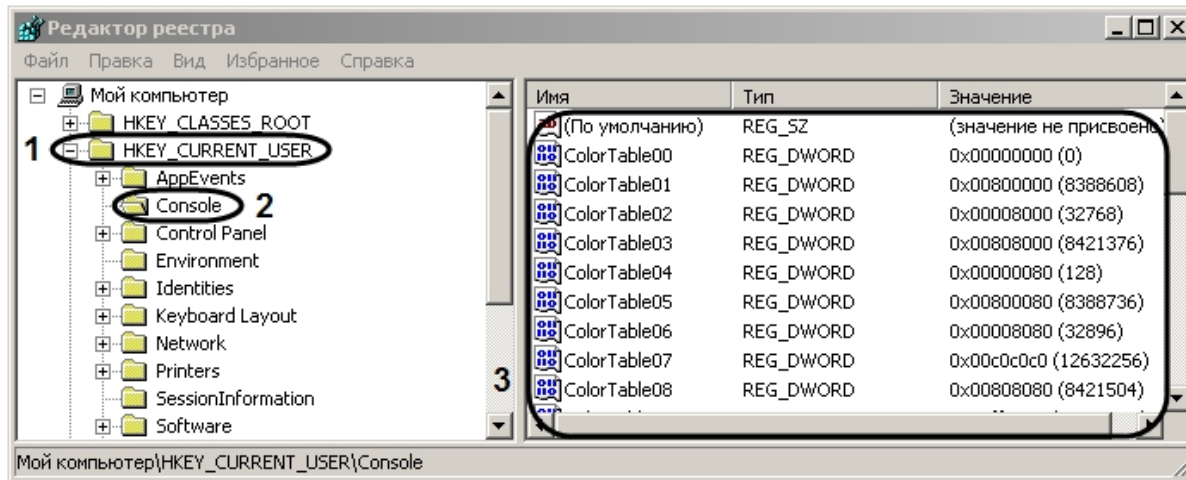 Редактор реестра
Файл Правка Вид Избранное Справка
Мой компьютер
HKEY_CLASSES_ROOT
1 HKEY_CURRENT_USER
AppEvents
Console 2
Control Panel
Environment
Identities
Keyboard Layout
Network
Printers
SessionInformation
Software
3
Имя Тип Значение
(По умолчанию) REG_SZ (значение не присвоено)
ColorTable00 REG_DWORD 0x00000000 (0)
ColorTable01 REG_DWORD 0x00800000 (8388608)
ColorTable02 REG_DWORD 0x00008000 (32768)
ColorTable03 REG_DWORD 0x00808000 (8421376)
ColorTable04 REG_DWORD 0x00000080 (128)
ColorTable05 REG_DWORD 0x00800080 (8388736)
ColorTable06 REG_DWORD 0x00008080 (32896)
ColorTable07 REG_DWORD 0x00c0c0c0 (12632256)
ColorTable08 REG_DWORD 0x00808080 (8421504)
Мой компьютер\HKEY_CURRENT_USER\Console